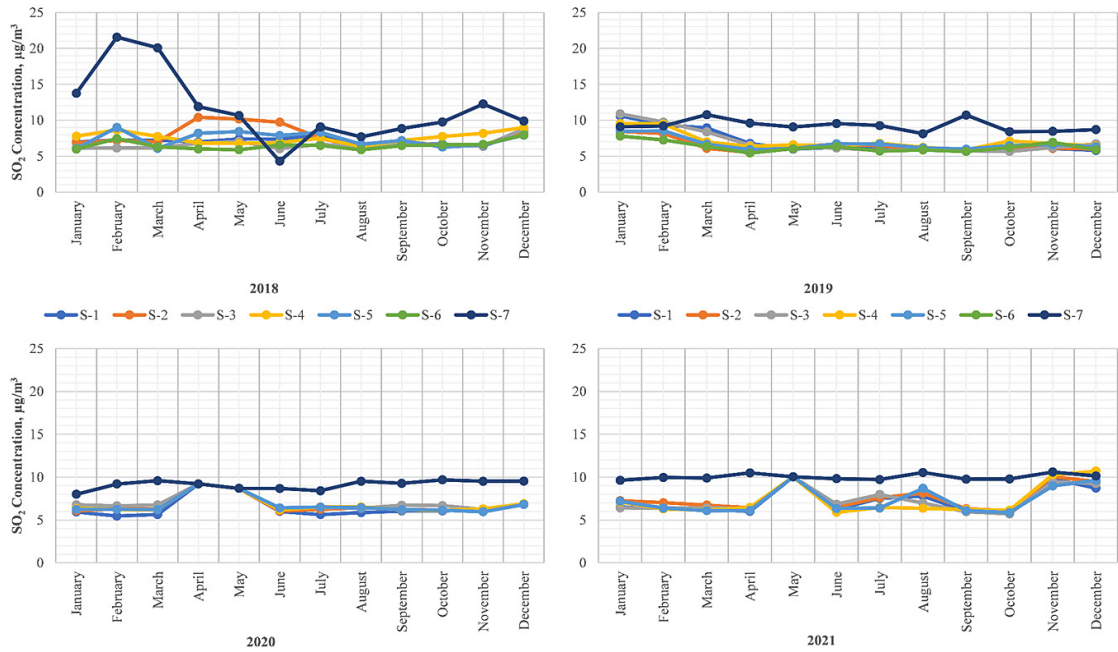 SO₂ Concentration, µg/m³
25
20
15
10
5
0
January
February
March
April
May
June
July
August
September
October
November
December
2018
25
20
15
10
5
0
January
February
March
April
May
June
July
August
September
October
November
December
2019
S-1 S-2 S-3 S-4 S-5 S-6 S-7
S-1 S-2 S-3 S-4 S-5 S-6 S-7
SO₂ Concentration, µg/m³
25
20
15
10
5
0
January
February
March
April
May
June
July
August
September
October
November
December
2020
25
20
15
10
5
0
January
February
March
April
May
June
July
August
September
October
November
December
2021